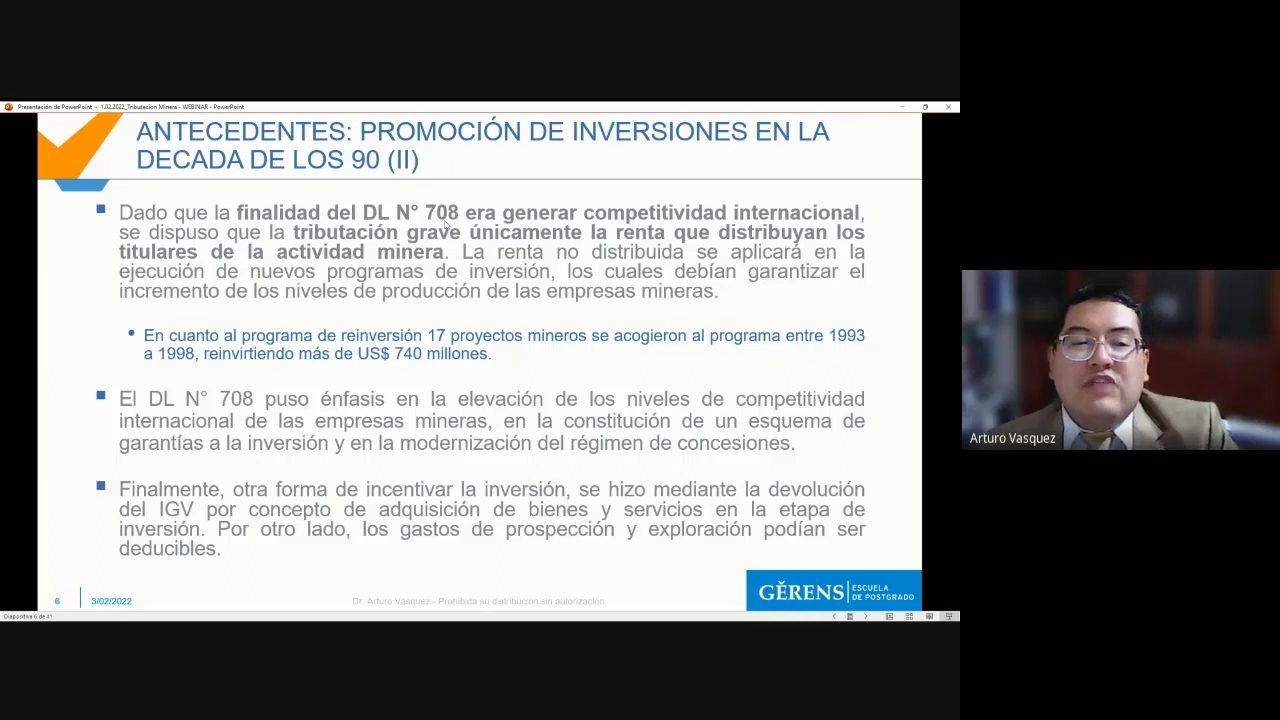 Presentación de PowerPoint - 1.02.2022_Tributacion Minera - WEBINAR - PowerPoint
ANTECEDENTES: PROMOCIÓN DE INVERSIONES EN LA
DECADA DE LOS 90 (II)
Dado que la finalidad del DL N° 708 era generar competitividad internacional,
se dispuso que la tributación grave únicamente la renta que distribuyan los
titulares de la actividad minera. La renta no distribuida se aplicará en la
ejecución de nuevos programas de inversión, los cuales debían garantizar el
incremento de los niveles de producción de las empresas mineras.
En cuanto al programa de reinversión 17 proyectos mineros se acogieron al programa entre 1993
a 1998, reinvirtiendo más de US$ 740 millones.
El DL N° 708 puso énfasis en la elevación de los niveles de competitividad
internacional de las empresas mineras, en la constitución de un esquema de
garantías a la inversión y en la modernización del régimen de concesiones.
Finalmente, otra forma de incentivar la inversión, se hizo mediante la devolución
del IGV por concepto de adquisición de bienes y servicios en la etapa de
inversión. Por otro lado, los gastos de prospección y exploración podían ser
deducibles.
6
3/02/2022
Dr. Arturo Vásquez - Prohibida su distribución sin autorización.
GĚRENS
ESCUELA
DE POSTGRADO
Diapositiva 6 de 41
Arturo Vasquez